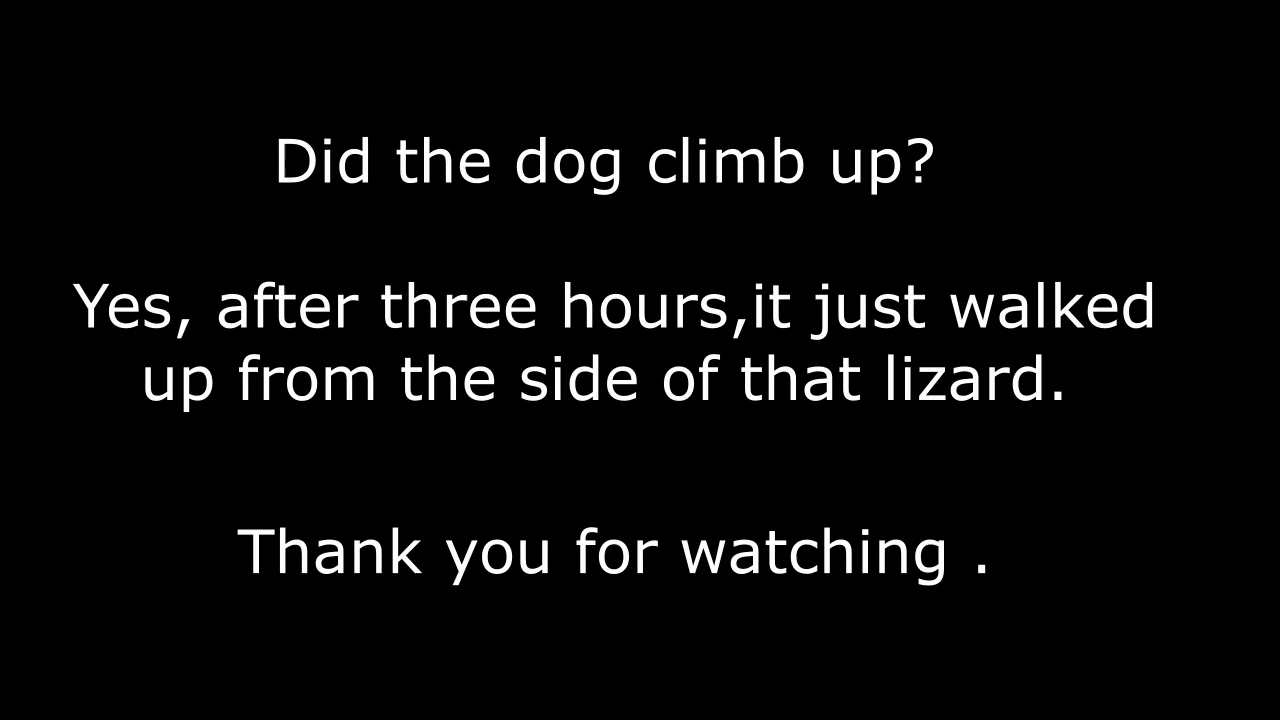 Did the dog climb up?
Yes, after three hours,it just walked
up from the side of that lizard.
Thank you for watching .